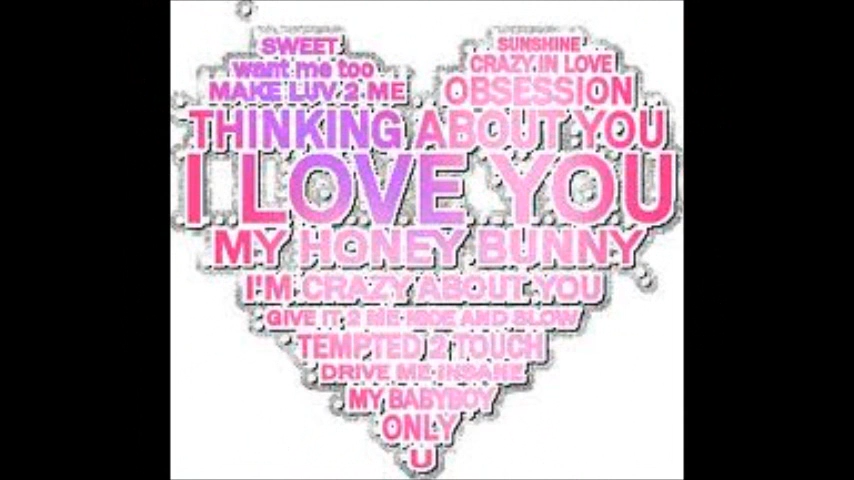 SWEET
want me too
MAKE LUV 2 ME
SUNSHINE
CRAZY IN LOVE
OBSESSION
THINKING ABOUT YOU
I LOVE YOU
MY HONEY BUNNY
I'M CRAZY ABOUT YOU
GIVE IT 2 ME NICE AND SLOW
TEMPTED 2 TOUCH
DRIVE ME INSANE
MY BABYBOY
ONLY
U